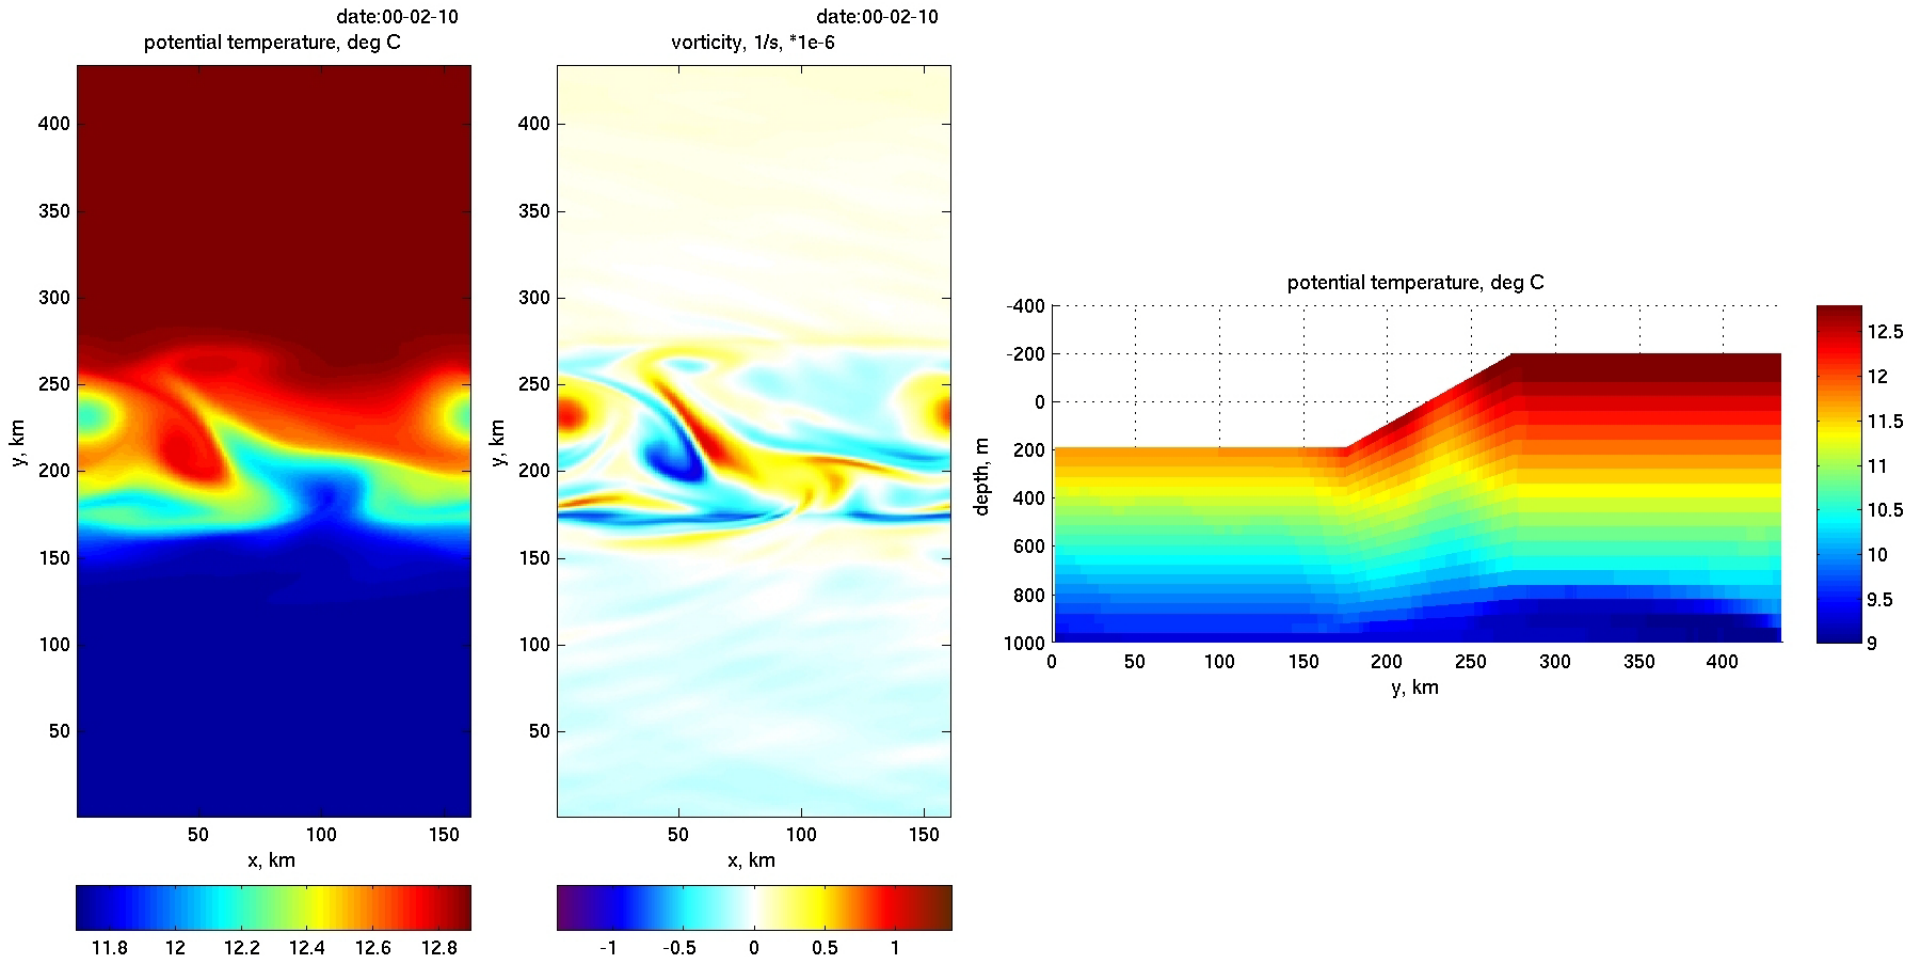 date:00-02-10
potential temperature, deg C
400
350
300
250
200
150
100
50
y, km
50 100 150
x, km
11.8 12 12.2 12.4 12.6 12.8
date:00-02-10
vorticity, 1/s, *1e-6
400
350
300
250
200
150
100
50
y, km
50 100 150
x, km
-1 -0.5 0 0.5 1
potential temperature, deg C
-400
-200
0
200
400
600
800
1000
depth, m
0 50 100 150 200 250 300 350 400
y, km
12.5
12
11.5
11
10.5
10
9.5
9